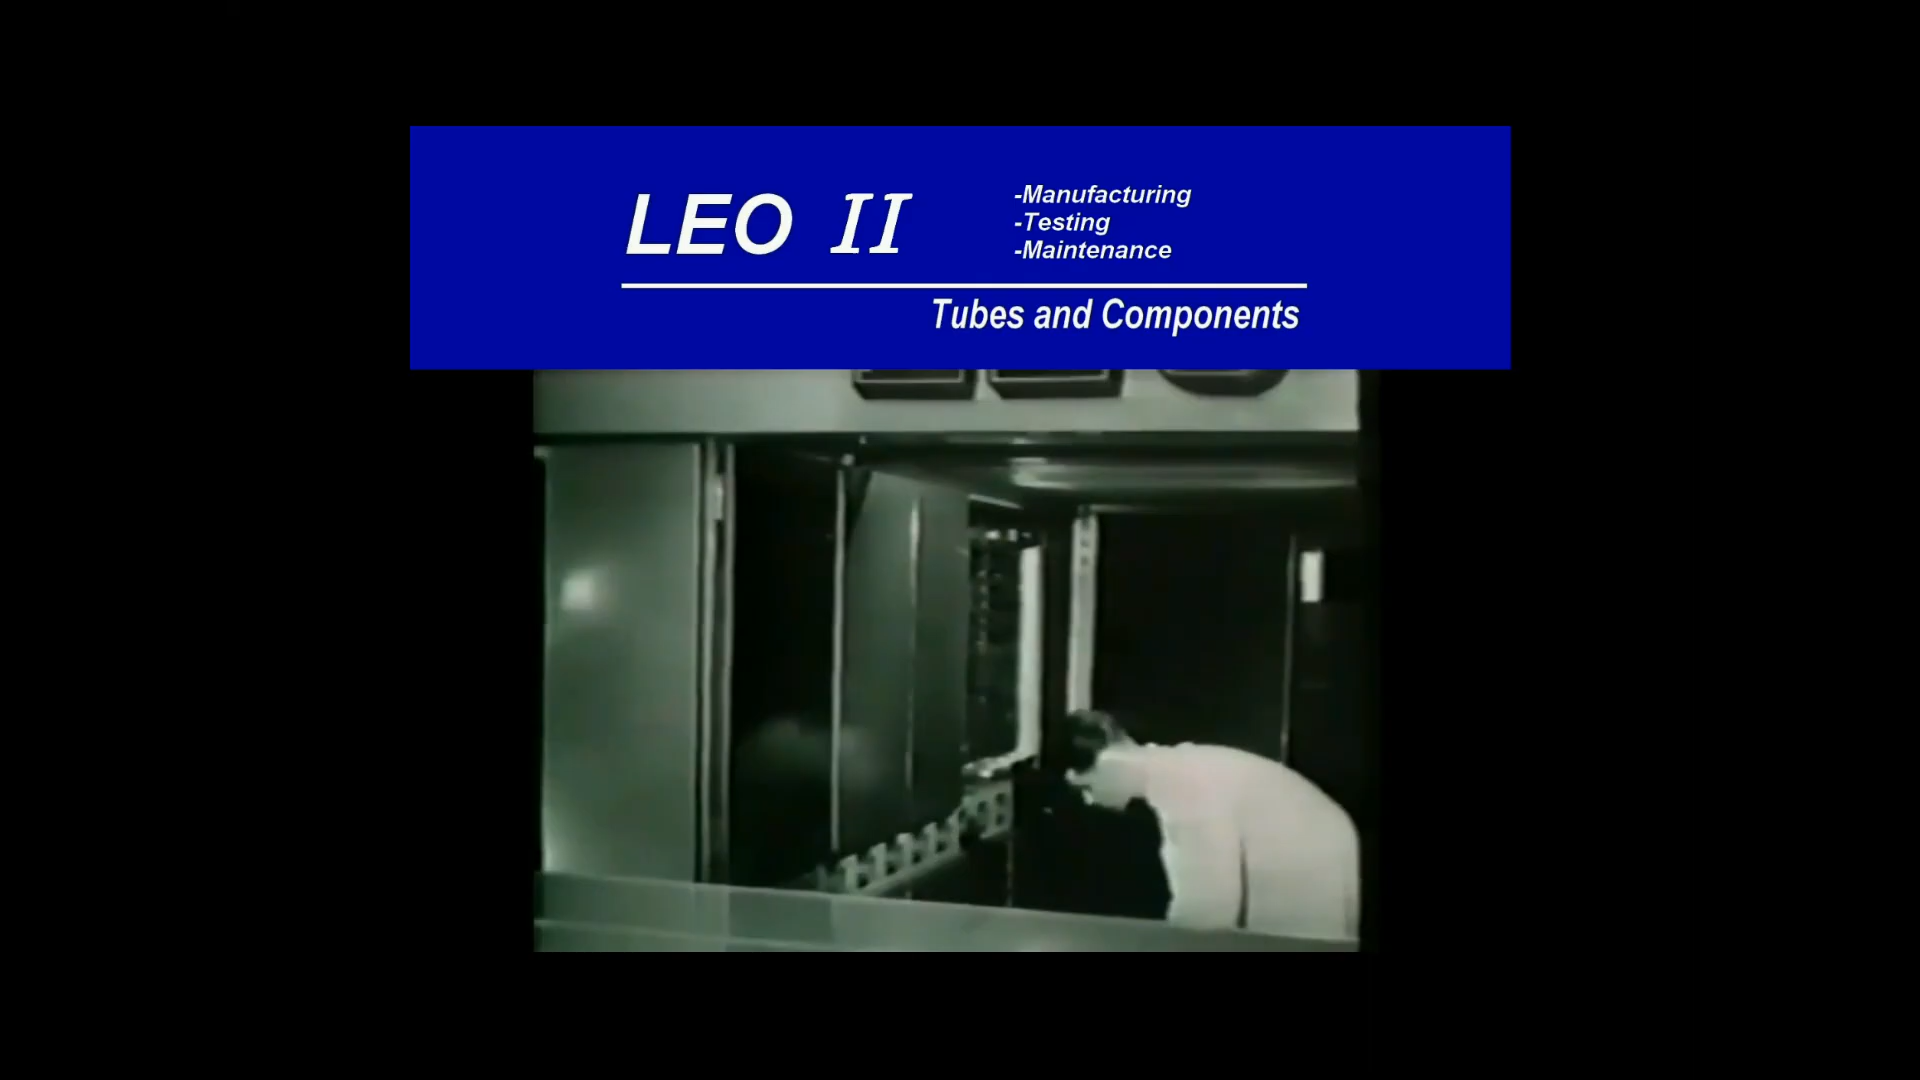 LEO II
-Manufacturing
-Testing
-Maintenance
Tubes and Components